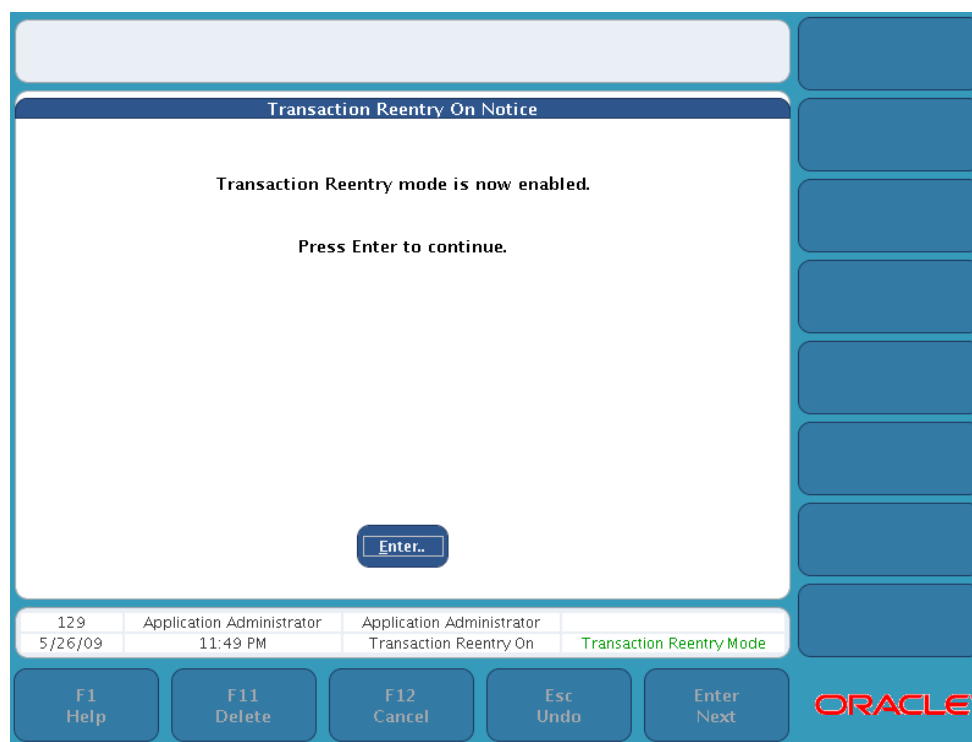 Transaction Reentry On Notice
Transaction Reentry mode is now enabled.
Press Enter to continue.
Enter..
129 Application Administrator Application Administrator
5/26/09 11:49 PM Transaction Reentry On Transaction Reentry Mode
F1 F11 F12 Esc Enter
Help Delete Cancel Undo Next
ORACLE